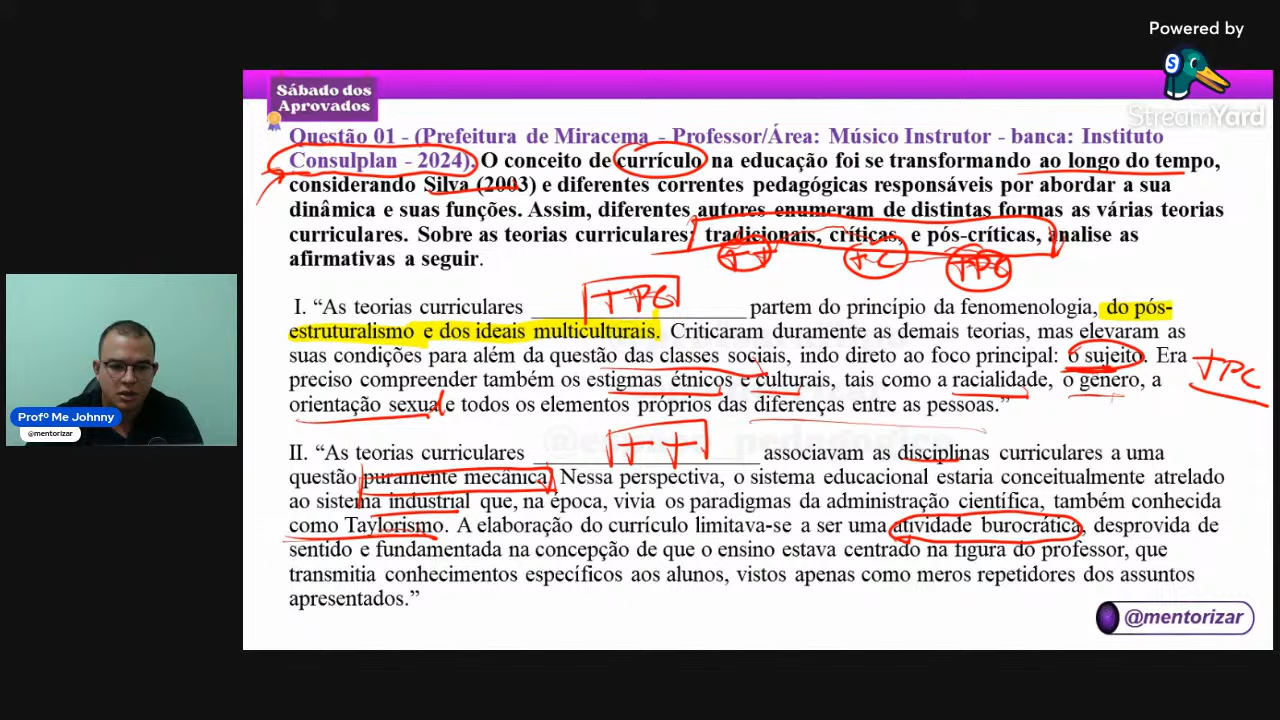 Powered by
S
StreamYard
Sábado dos
Aprovados
Questão 01 - (Prefeitura de Miracema - Professor/Área: Músico Instrutor - banca: Instituto
Consulplan - 2024). O conceito de currículo na educação foi se transformando ao longo do tempo,
considerando Silva (2003) e diferentes correntes pedagógicas responsáveis por abordar a sua
dinâmica e suas funções. Assim, diferentes autores enumeram de distintas formas as várias teorias
curriculares. Sobre as teorias curriculares: tradicionais, críticas, e pós-críticas, analise as
afirmativas a seguir.
TT TC TPC
TPC
I. “As teorias curriculares ____________________ partem do princípio da fenomenologia, do pós-
estruturalismo e dos ideais multiculturais. Criticaram duramente as demais teorias, mas elevaram as
suas condições para além da questão das classes sociais, indo direto ao foco principal: o sujeito. Era
preciso compreender também os estigmas étnicos e culturais, tais como a racialidade, o gênero, a
TPC
orientação sexual e todos os elementos próprios das diferenças entre as pessoas.”
TT
II. “As teorias curriculares ____________________ associavam as disciplinas curriculares a uma
questão puramente mecânica. Nessa perspectiva, o sistema educacional estaria conceitualmente atrelado
ao sistema industrial que, na época, vivia os paradigmas da administração científica, também conhecida
como Taylorismo. A elaboração do currículo limitava-se a ser uma atividade burocrática, desprovida de
sentido e fundamentada na concepção de que o ensino estava centrado na figura do professor, que
transmitia conhecimentos específicos aos alunos, vistos apenas como meros repetidores dos assuntos
apresentados.”
@mentorizar
Profº Me Johnny
@mentorizar